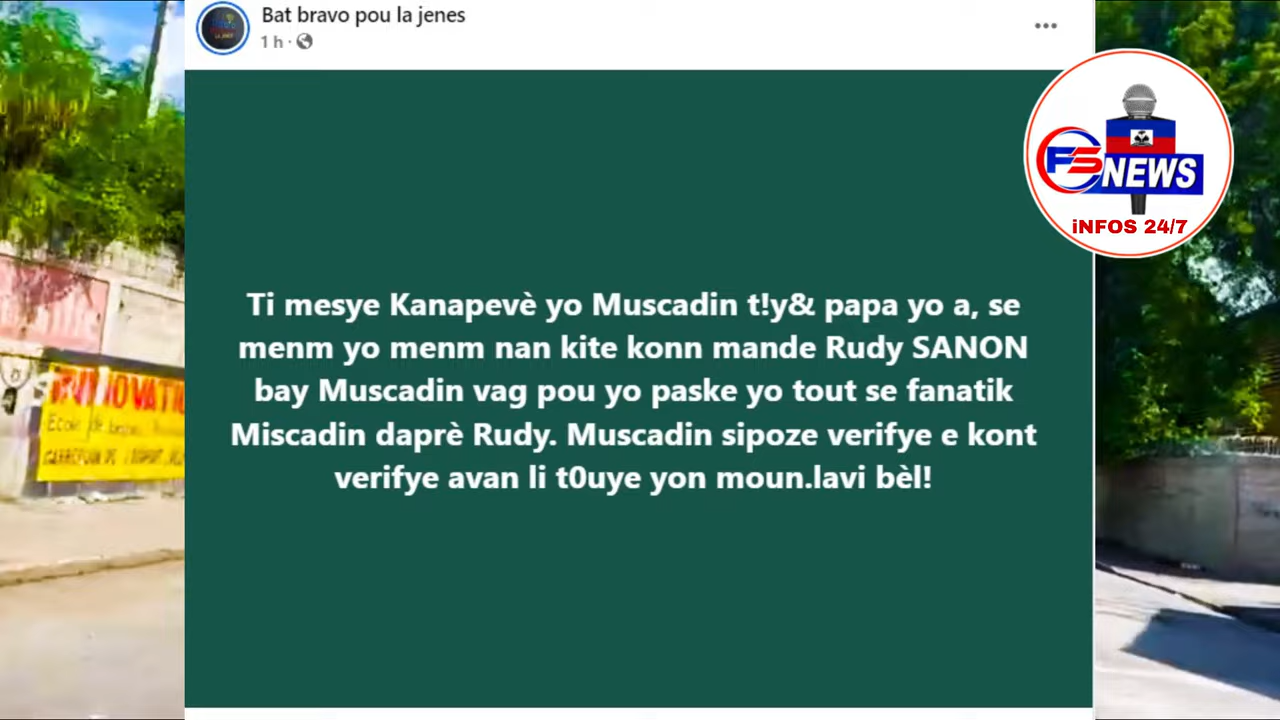 Bat bravo pou la jenes
1 h ·
Ti mesye Kanapevè yo Muscadin t!y& papa yo a, se
menm yo menm nan kite konn mande Rudy SANON
bay Muscadin vag pou yo paske yo tout se fanatik
Miscadin daprè Rudy. Muscadin sipoze verifye e kont
verifye avan li t0uye yon moun.lavi bèl!
FS NEWS
iNFOS 24/7